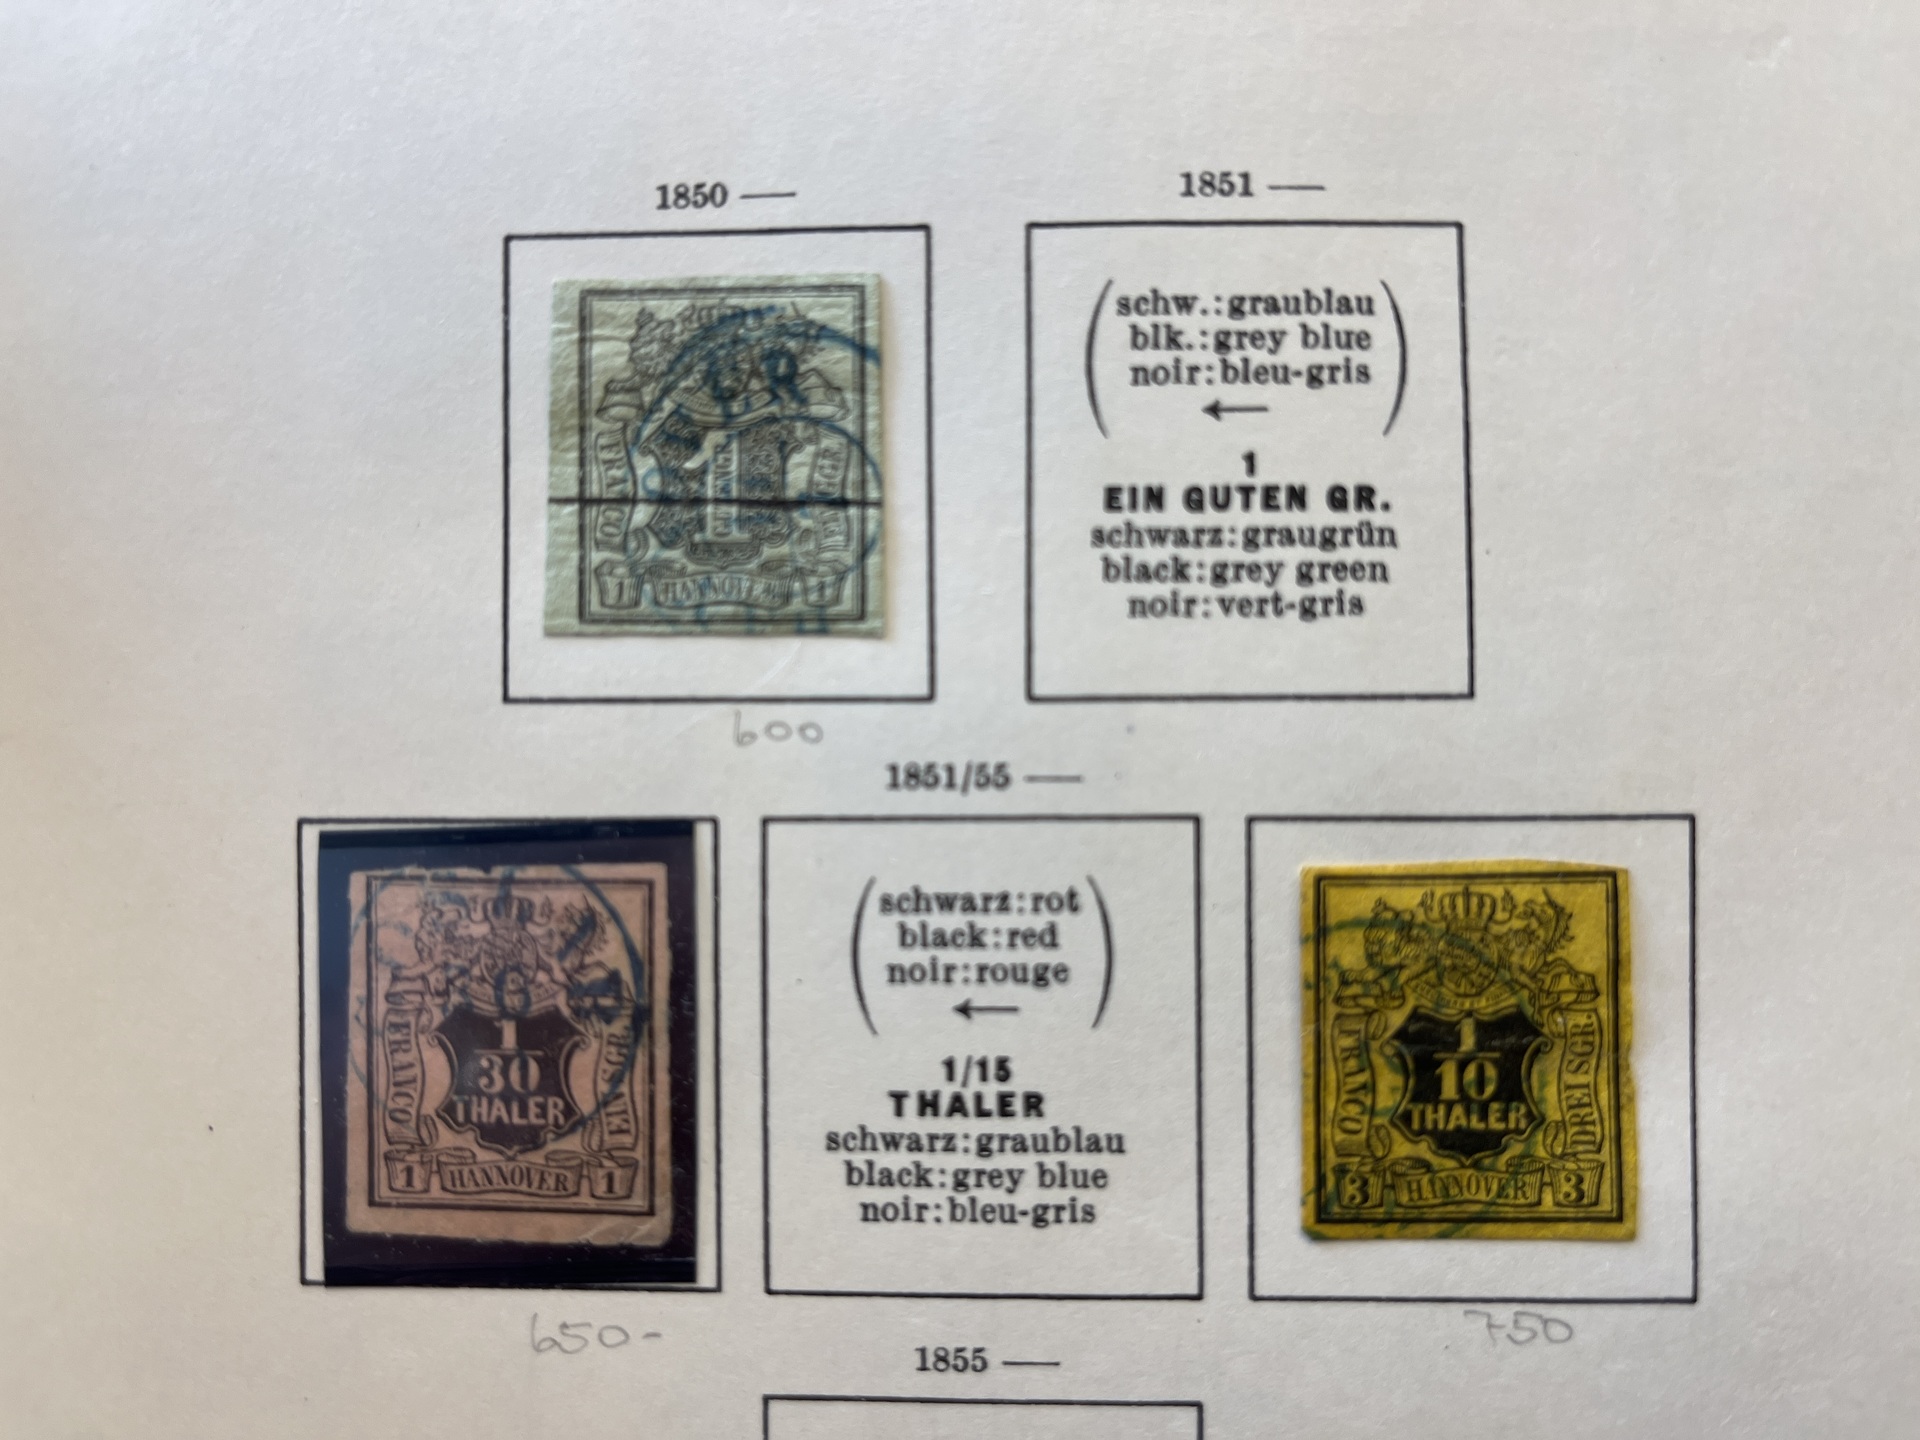 1850 —
1851 —
HANNOVER
FRANCO
1 HANNOVER 1
(schw.:graublau
blk.:grey blue
noir:bleu-gris)
←
1
EIN GUTEN GR.
schwarz:graugrün
black:grey green
noir:vert-gris
600
1851/55 —
FRANCO
1
30
THALER
EIN SGR.
1 HANNOVER 1
(schwarz:rot
black:red
noir:rouge)
←
1/15
THALER
schwarz:graublau
black:grey blue
noir:bleu-gris
FRANCO
1
10
THALER
DREI SGR.
3 HANNOVER 3
650-
750
1855 —